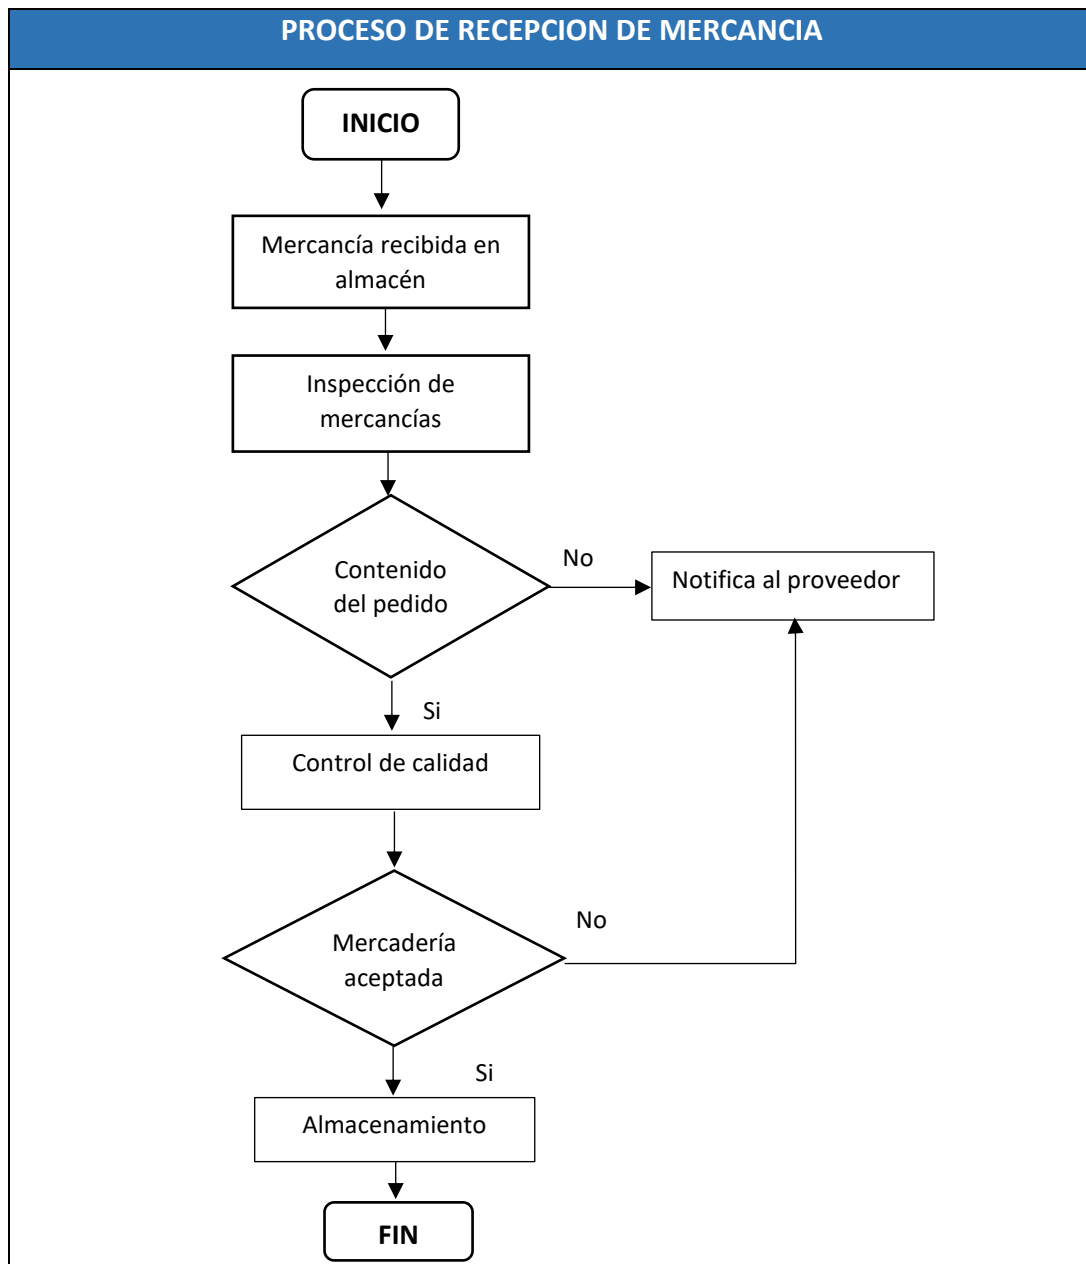 PROCESO DE RECEPCION DE MERCANCIA
INICIO
Mercancía recibida en
almacén
Inspección de
mercancías
Contenido
del pedido
No
Notifica al proveedor
Si
Control de calidad
Mercadería
aceptada
No
Si
Almacenamiento
FIN